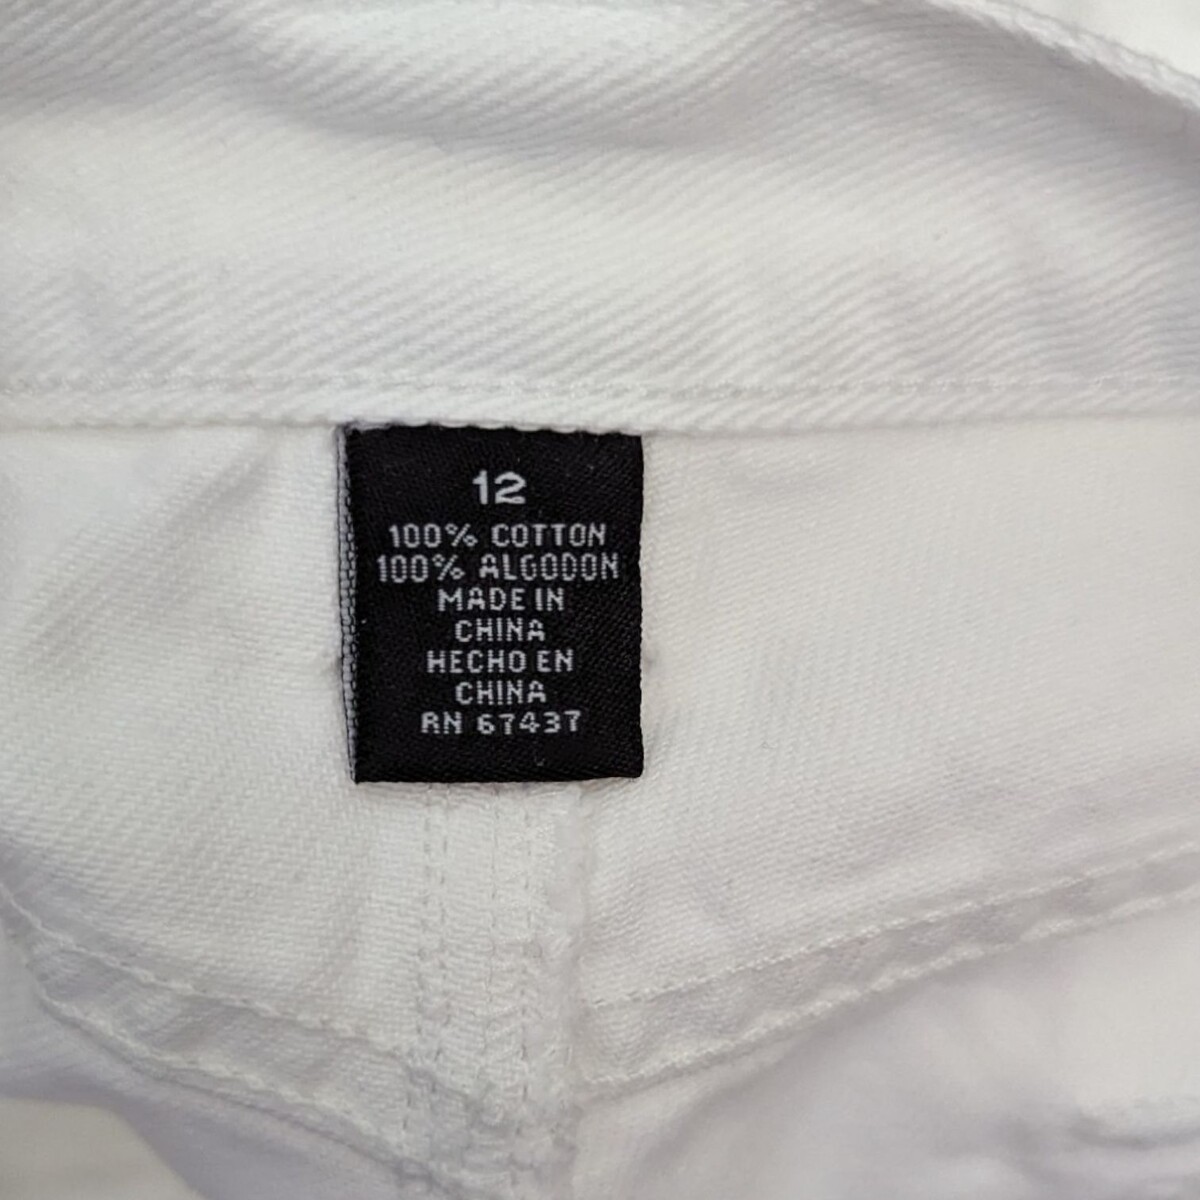 12
100% COTTON
100% ALGODON
MADE IN
CHINA
HECHO EN
CHINA
RN 67437